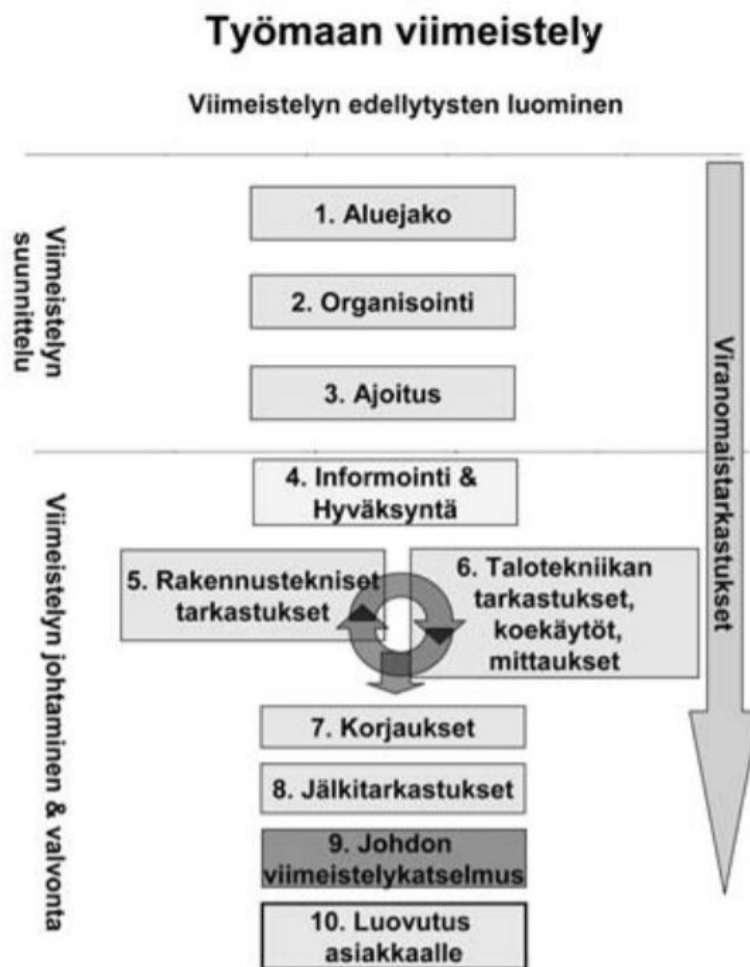 Työmaan viimeistely
Viimeistelyn edellytysten luominen
Viimeistelyn
suunnittelu
1. Aluejako
2. Organisointi
3. Ajoitus
Viranomaistarkastukset
Viimeistelyn johtaminen & valvonta
4. Informointi &
Hyväksyntä
5. Rakennustekniset
tarkastukset
6. Talotekniikan
tarkastukset,
koekäytöt,
mittaukset
7. Korjaukset
8. Jälkitarkastukset
9. Johdon
viimeistelykatselmus
10. Luovutus
asiakkaalle